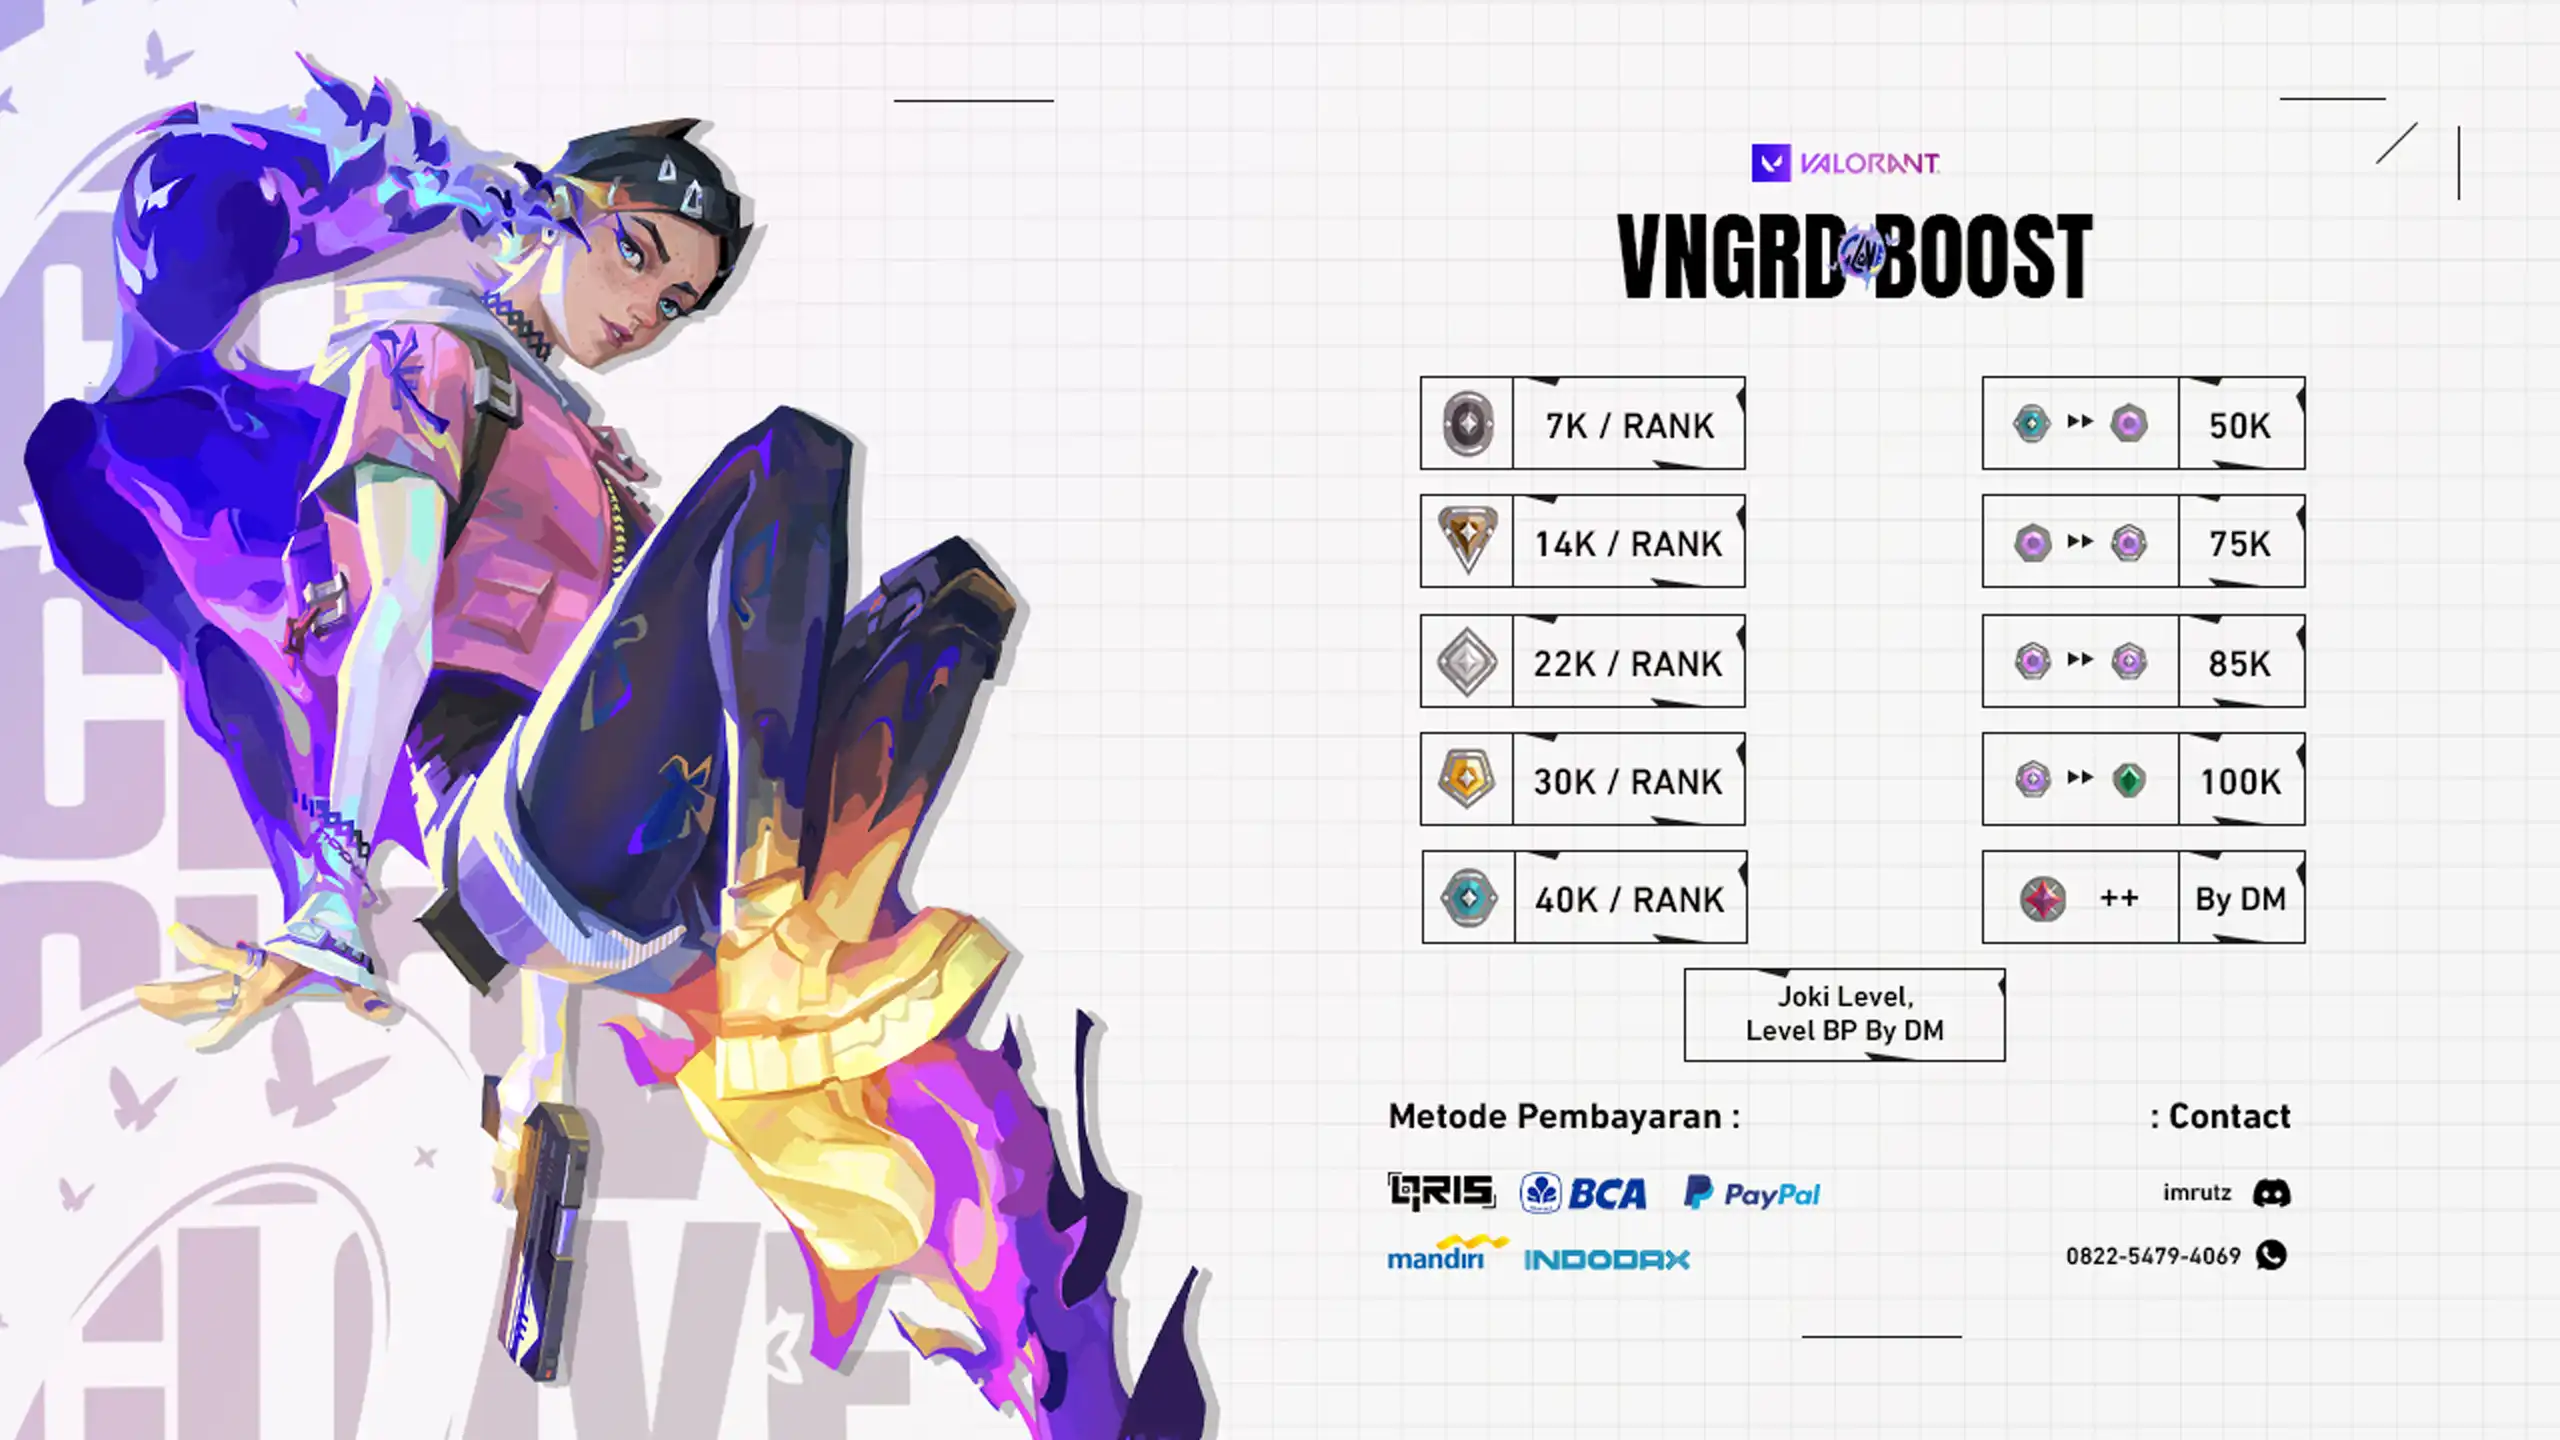 VALORANT
VNGRD BOOST
CLOVE
7K / RANK
14K / RANK
22K / RANK
30K / RANK
40K / RANK
50K
75K
85K
100K
++ By DM
Joki Level,
Level BP By DM
Metode Pembayaran :
QRIS BCA PayPal
mandiri INDODAX
: Contact
imrutz
0822-5479-4069